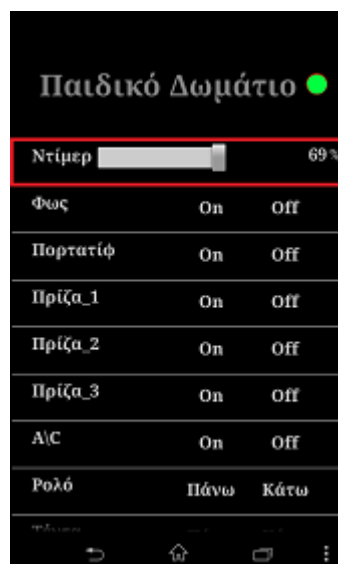 Παιδικό Δωμάτιο
Ντίμερ 69%
Φως On Off
Πορτατίφ On Off
Πρίζα_1 On Off
Πρίζα_2 On Off
Πρίζα_3 On Off
A\C On Off
Ρολό Πάνω Κάτω